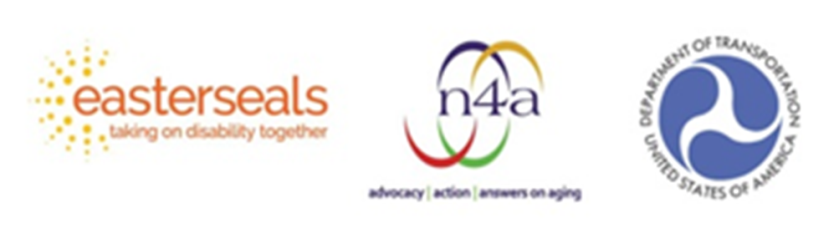 easterseals
taking on disability together
n4a
advocacy | action | answers on aging
DEPARTMENT OF TRANSPORTATION
UNITED STATES OF AMERICA